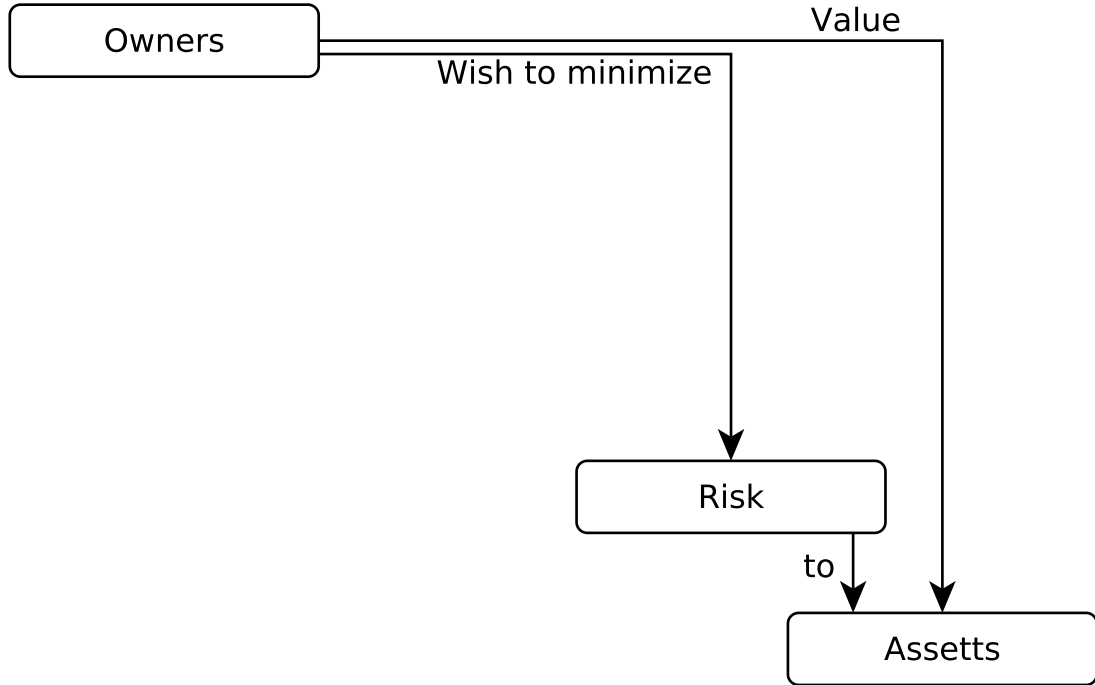 Owners
Value
Wish to minimize
Risk
to
Assetts